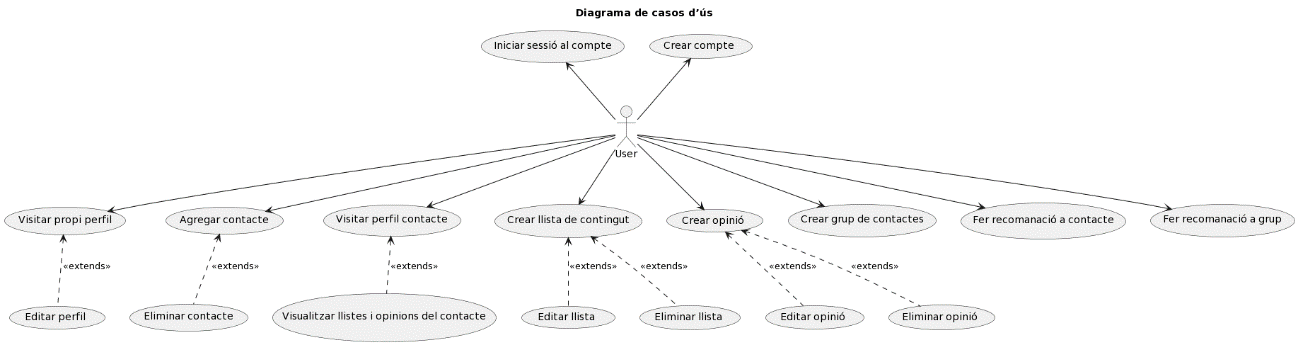 Diagrama de casos d’ús
Iniciar sessió al compte
Crear compte
User
Visitar propi perfil
Agregar contacte
Visitar perfil contacte
Crear llista de contingut
Crear opinió
Crear grup de contactes
Fer recomanació a contacte
Fer recomanació a grup
«extends»
«extends»
«extends»
«extends»
«extends»
«extends»
«extends»
Editar perfil
Eliminar contacte
Visualitzar llistes i opinions del contacte
Editar llista
Eliminar llista
Editar opinió
Eliminar opinió